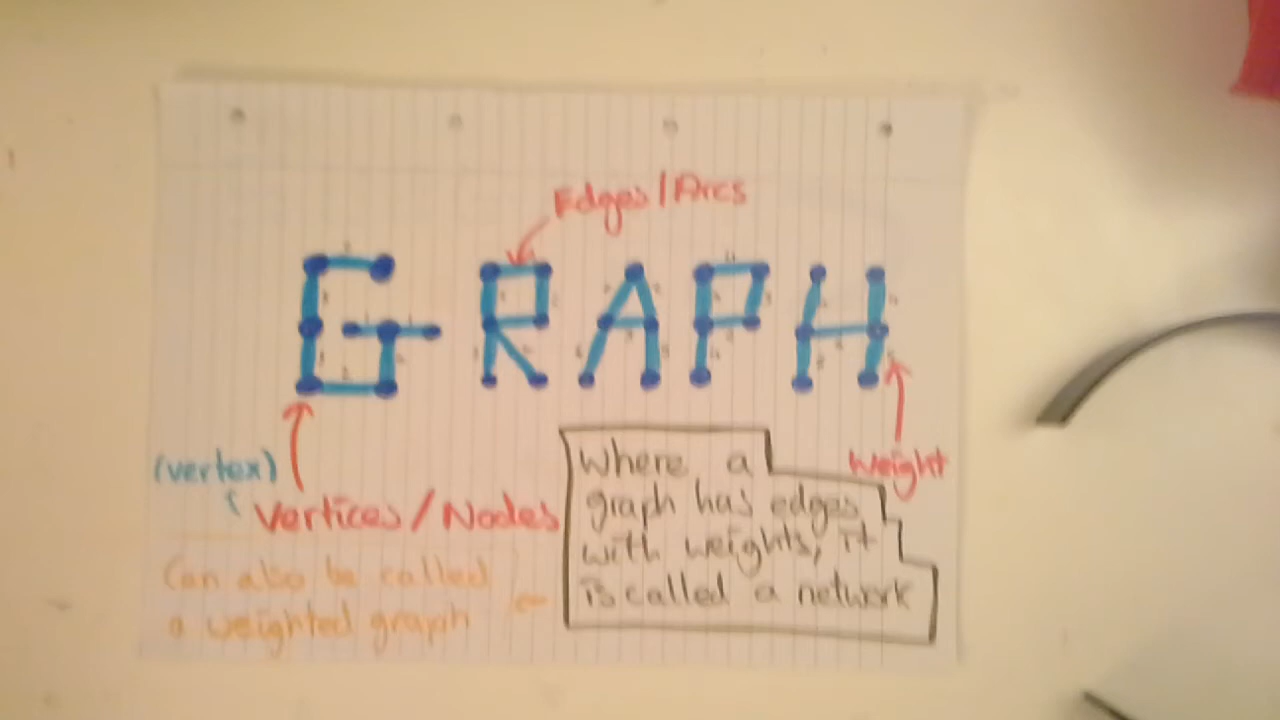 Edges/Arcs
GRAPH
(vertex)
Vertices/Nodes
Weight
Where a
graph has edges
with weights, it
is called a network
Can also be called
a weighted graph